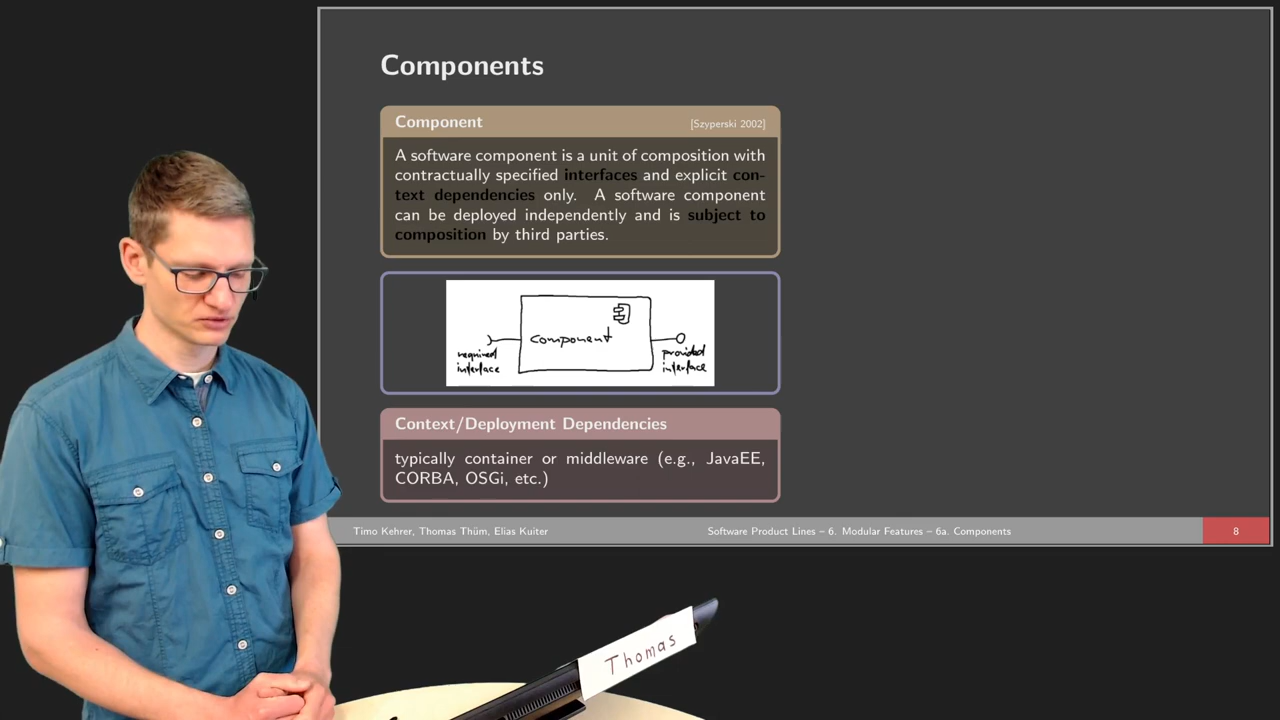 Components
Component [Szyperski 2002]
A software component is a unit of composition with
contractually specified interfaces and explicit con-
text dependencies only. A software component
can be deployed independently and is subject to
composition by third parties.
component
required
interface
provided
interface
Context/Deployment Dependencies
typically container or middleware (e.g., JavaEE,
CORBA, OSGi, etc.)
Timo Kehrer, Thomas Thüm, Elias Kuiter Software Product Lines – 6. Modular Features – 6a. Components 8
Thomas